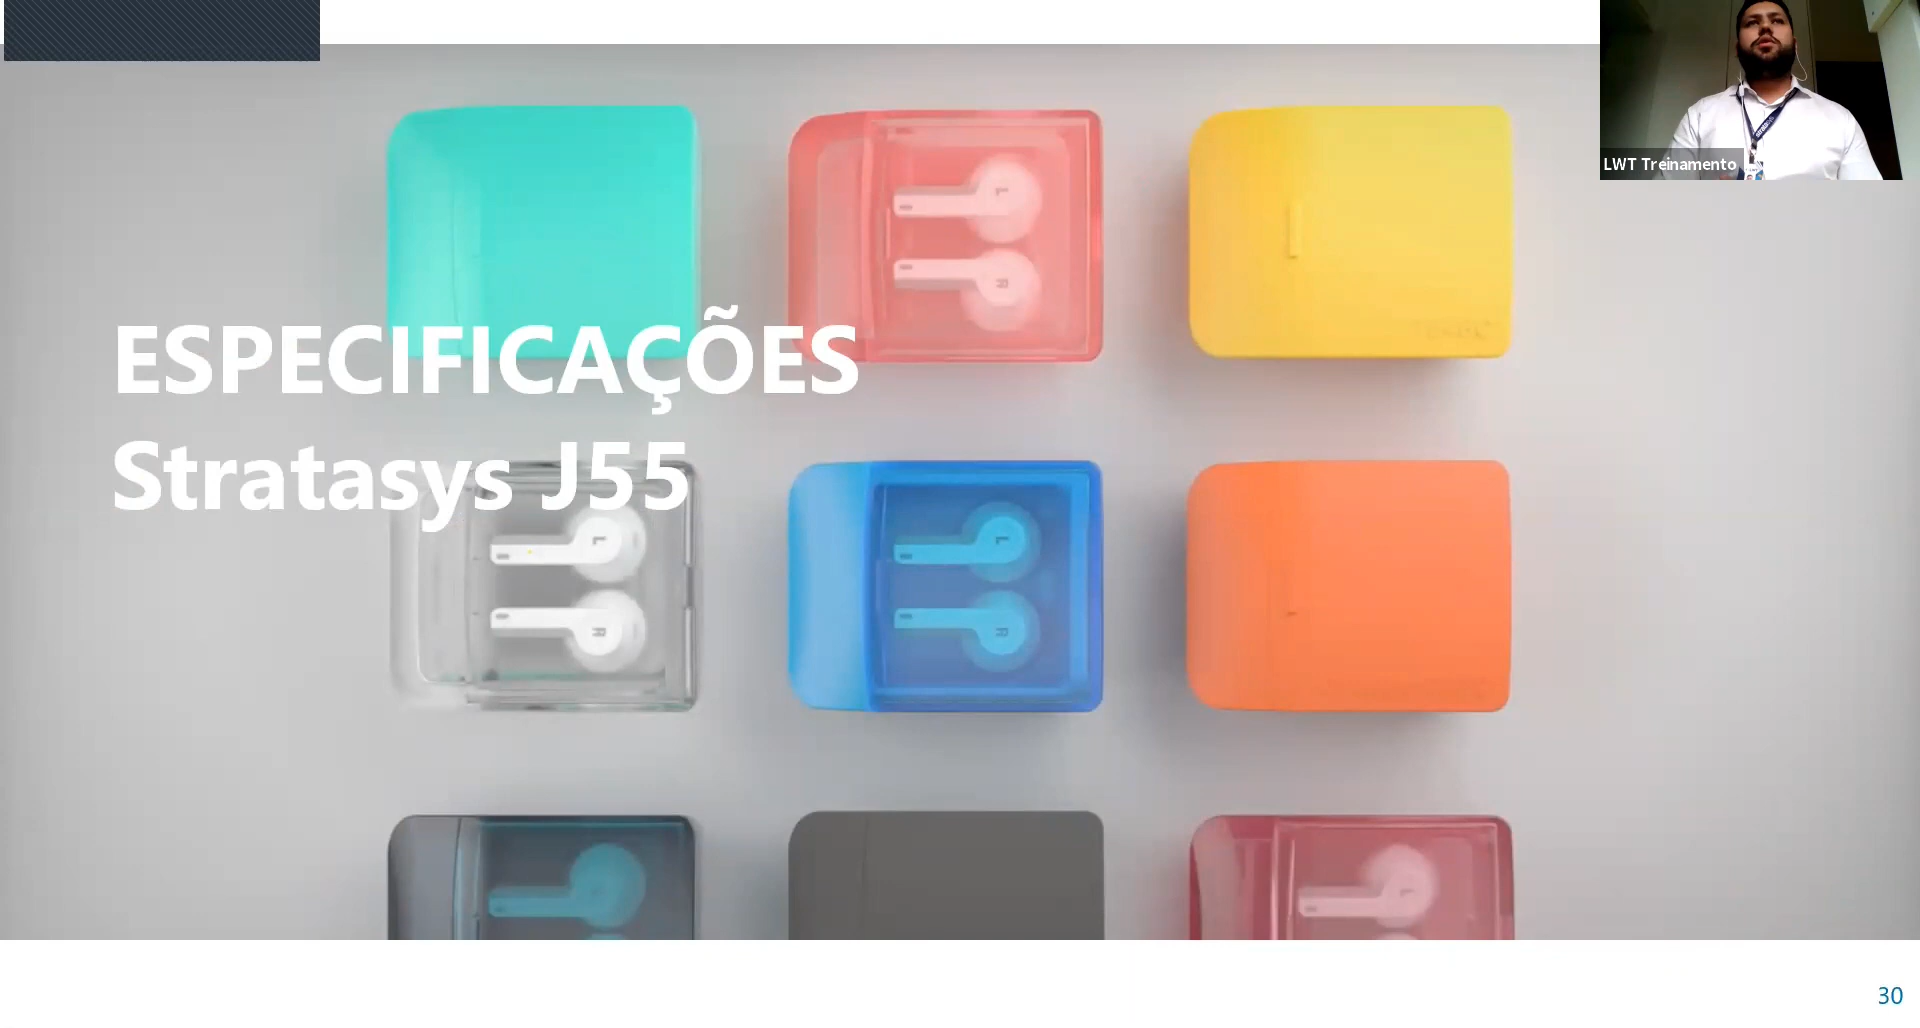 LWT Treinamento
L
R
ESPECIFICAÇÕES
Stratasys J55
L
R
L
R
30